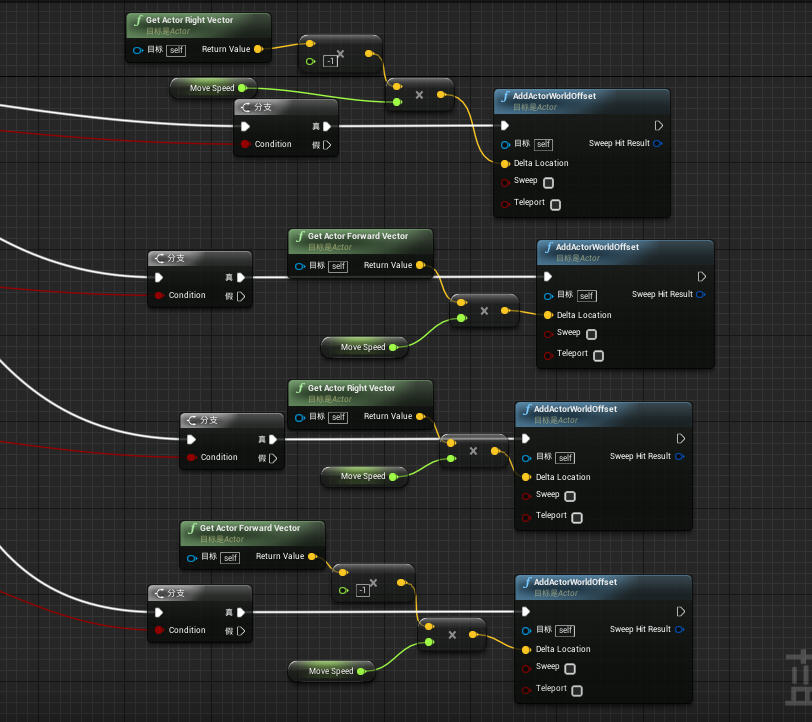 Get Actor Right Vector
目标是Actor
目标 self Return Value
-1
Move Speed
分支
真
Condition 假
AddActorWorldOffset
目标是Actor
目标 self Sweep Hit Result
Delta Location
Sweep
Teleport
Get Actor Forward Vector
目标是Actor
目标 self Return Value
分支
真
Condition 假
Move Speed
AddActorWorldOffset
目标是Actor
目标 self Sweep Hit Result
Delta Location
Sweep
Teleport
Get Actor Right Vector
目标是Actor
目标 self Return Value
分支
真
Condition 假
Move Speed
AddActorWorldOffset
目标是Actor
目标 self Sweep Hit Result
Delta Location
Sweep
Teleport
Get Actor Forward Vector
目标是Actor
目标 self Return Value
-1
分支
真
Condition 假
Move Speed
AddActorWorldOffset
目标是Actor
目标 self Sweep Hit Result
Delta Location
Sweep
Teleport